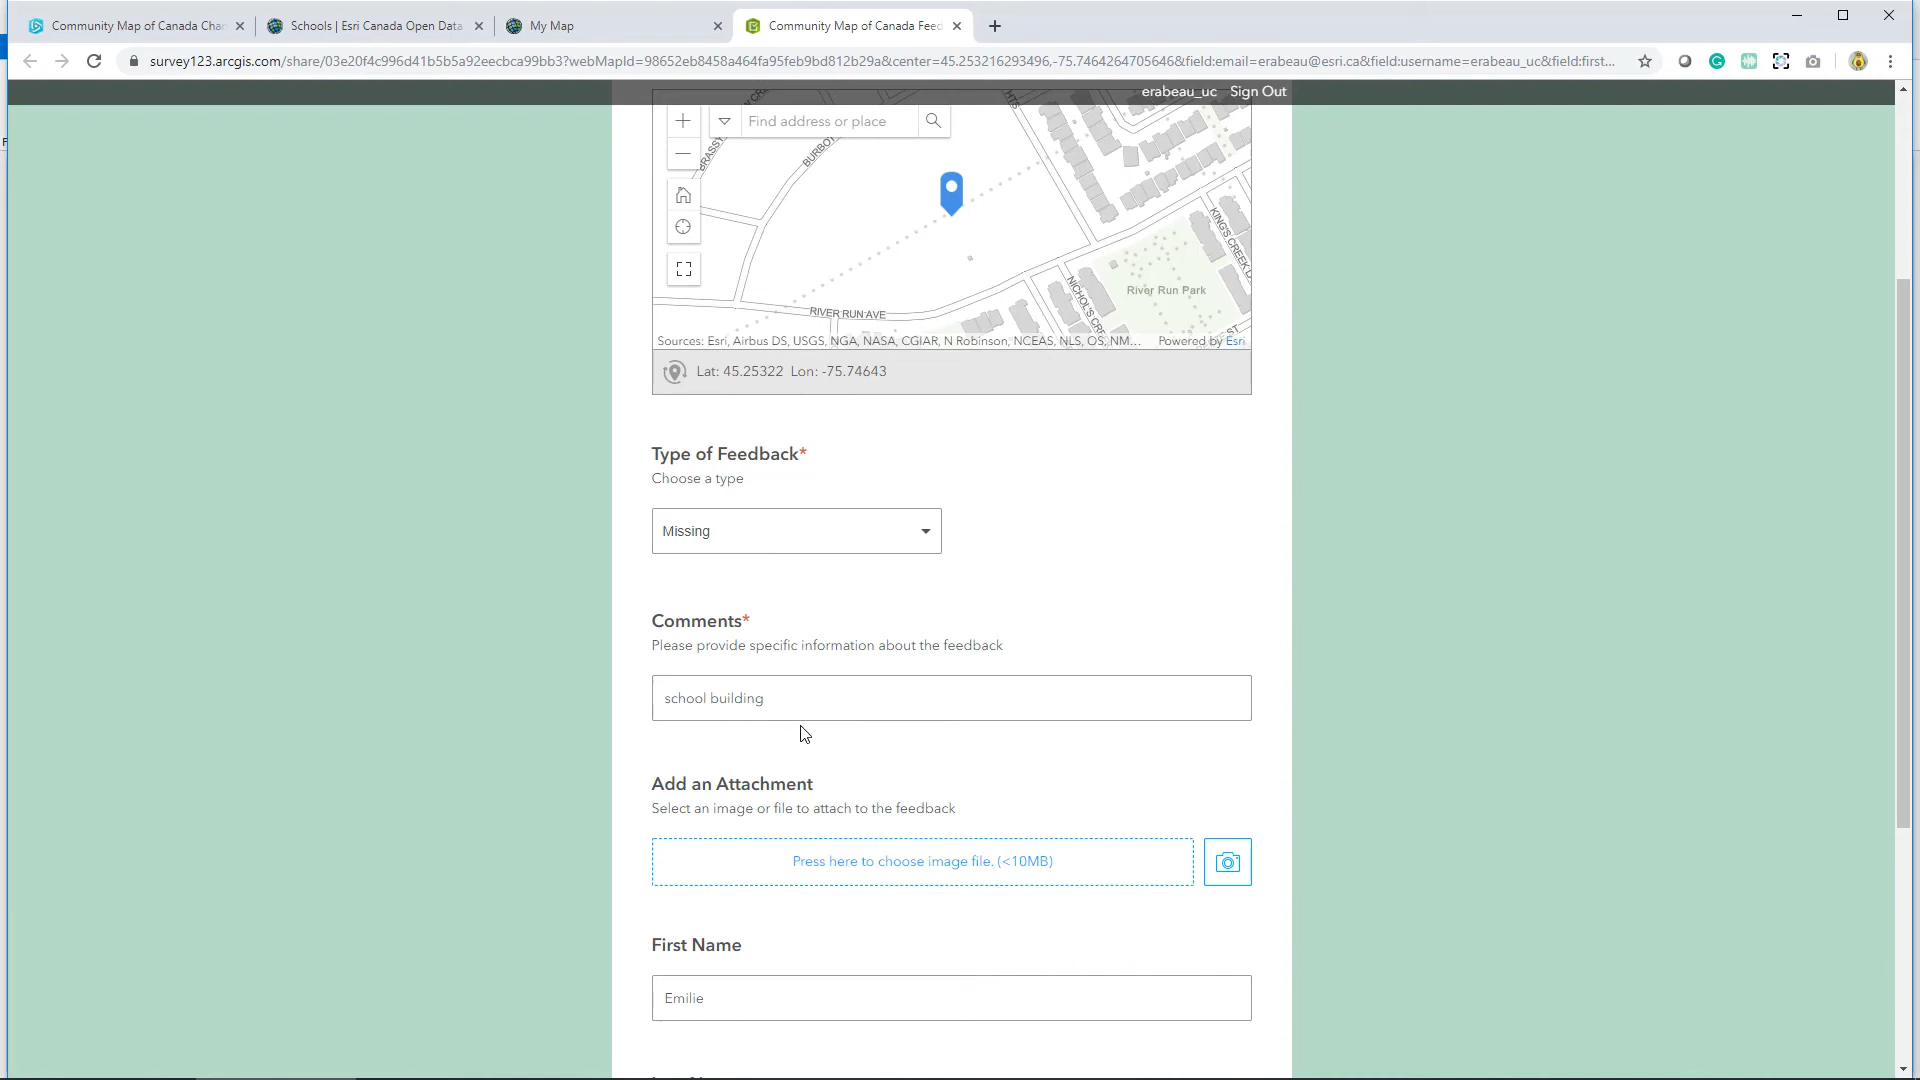 Community Map of Canada Cha
Schools | Esri Canada Open Data
My Map
Community Map of Canada Feed
survey123.arcgis.com/share/03e20f4c996d41b5b5a92eecbca99bb3?webMapId=98652eb8458a464fa95feb9bd812b29a&center=45.253216293496,-75.7464264705646&field:email=erabeau@esri.ca&field:username=erabeau_uc&field:first...
erabeau_uc Sign Out
Find address or place
BURBOT
KING'S CREEK
River Run Park
RIVER RUN AVE
Sources: Esri, Airbus DS, USGS, NGA, NASA, CGIAR, N Robinson, NCEAS, NLS, OS, NM... Powered by Esri
Lat: 45.25322 Lon: -75.74643
Type of Feedback*
Choose a type
Missing
Comments*
Please provide specific information about the feedback
school building
Add an Attachment
Select an image or file to attach to the feedback
Press here to choose image file. (<10MB)
First Name
Emilie